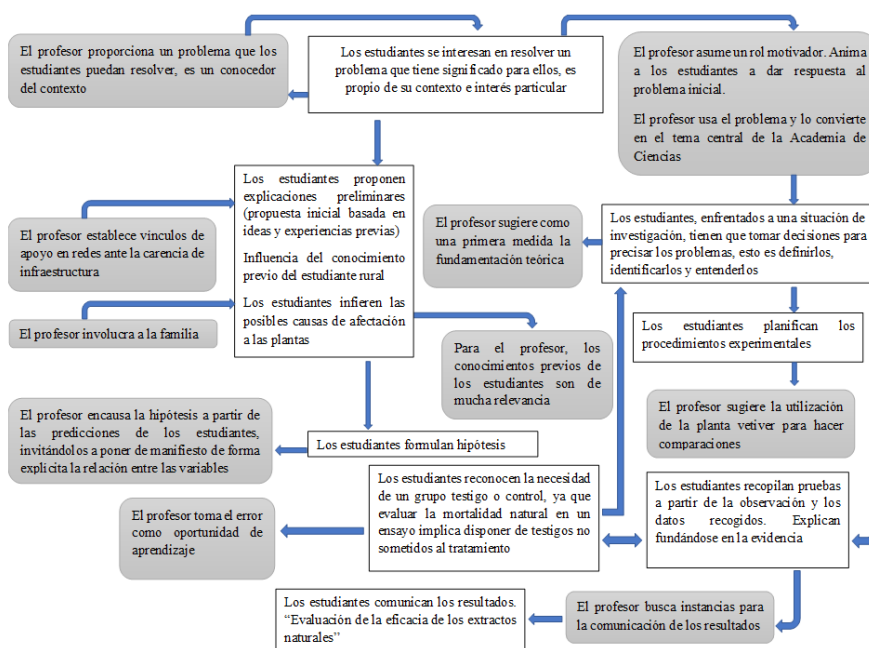 El profesor proporciona un problema que los
estudiantes puedan resolver, es un conocedor
del contexto
Los estudiantes se interesan en resolver un
problema que tiene significado para ellos, es
propio de su contexto e interés particular
El profesor asume un rol motivador. Anima
a los estudiantes a dar respuesta al
problema inicial.
El profesor usa el problema y lo convierte
en el tema central de la Academia de
Ciencias
Los estudiantes proponen
explicaciones preliminares
(propuesta inicial basada en
ideas y experiencias previas)
Influencia del conocimiento
previo del estudiante rural
Los estudiantes infieren las
posibles causas de afectación
a las plantas
El profesor establece vínculos de
apoyo en redes ante la carencia de
infraestructura
El profesor involucra a la familia
El profesor sugiere como
una primera medida la
fundamentación teórica
Los estudiantes, enfrentados a una situación de
investigación, tienen que tomar decisiones para
precisar los problemas, esto es definirlos,
identificarlos y entenderlos
Los estudiantes planifican los
procedimientos experimentales
Para el profesor, los
conocimientos previos de
los estudiantes son de
mucha relevancia
El profesor sugiere la utilización
de la planta vetiver para hacer
comparaciones
El profesor encausa la hipótesis a partir de
las predicciones de los estudiantes,
invitándolos a poner de manifiesto de forma
explícita la relación entre las variables
Los estudiantes formulan hipótesis
Los estudiantes reconocen la necesidad
de un grupo testigo o control, ya que
evaluar la mortalidad natural en un
ensayo implica disponer de testigos no
sometidos al tratamiento
Los estudiantes recopilan pruebas
a partir de la observación y los
datos recogidos. Explican
fundándose en la evidencia
El profesor toma el error
como oportunidad de
aprendizaje
Los estudiantes comunican los resultados.
“Evaluación de la eficacia de los extractos
naturales”
El profesor busca instancias para
la comunicación de los resultados